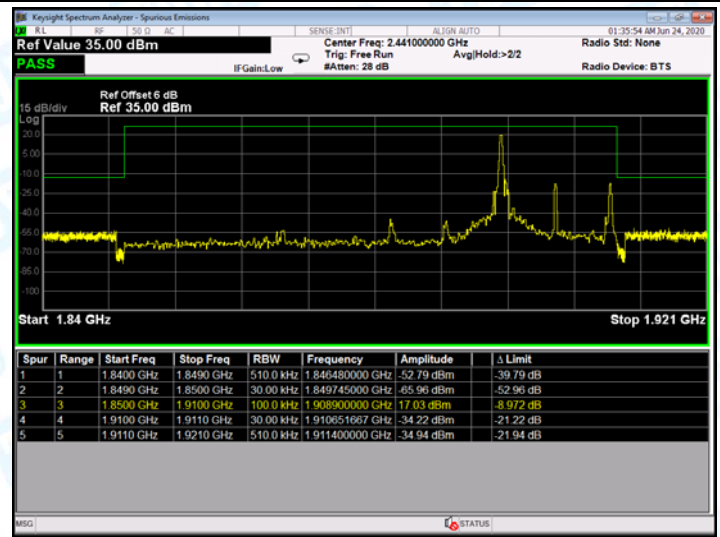 Keysight Spectrum Analyzer - Spurious Emissions
RL RF 50 Ω AC SENSE:INT ALIGN AUTO 01:35:54 AM Jun 24, 2020
Ref Value 35.00 dBm Center Freq: 2.441000000 GHz Radio Std: None
Trig: Free Run Avg|Hold:>2/2
PASS IFGain:Low #Atten: 28 dB Radio Device: BTS
Ref Offset 6 dB
15 dB/div Ref 35.00 dBm
Log
20.0
5.00
-10.0
-25.0
-40.0
-55.0
-70.0
-85.0
-100
Start 1.84 GHz Stop 1.921 GHz
Spur Range Start Freq Stop Freq RBW Frequency Amplitude Δ Limit
1 1 1.8400 GHz 1.8490 GHz 510.0 kHz 1.846480000 GHz -52.79 dBm -39.79 dB
2 2 1.8490 GHz 1.8500 GHz 30.00 kHz 1.849745000 GHz -65.96 dBm -52.96 dB
3 3 1.8500 GHz 1.9100 GHz 100.0 kHz 1.908900000 GHz 17.03 dBm -8.972 dB
4 4 1.9100 GHz 1.9110 GHz 30.00 kHz 1.910651667 GHz -34.22 dBm -21.22 dB
5 5 1.9110 GHz 1.9210 GHz 510.0 kHz 1.911400000 GHz -34.94 dBm -21.94 dB
MSG STATUS